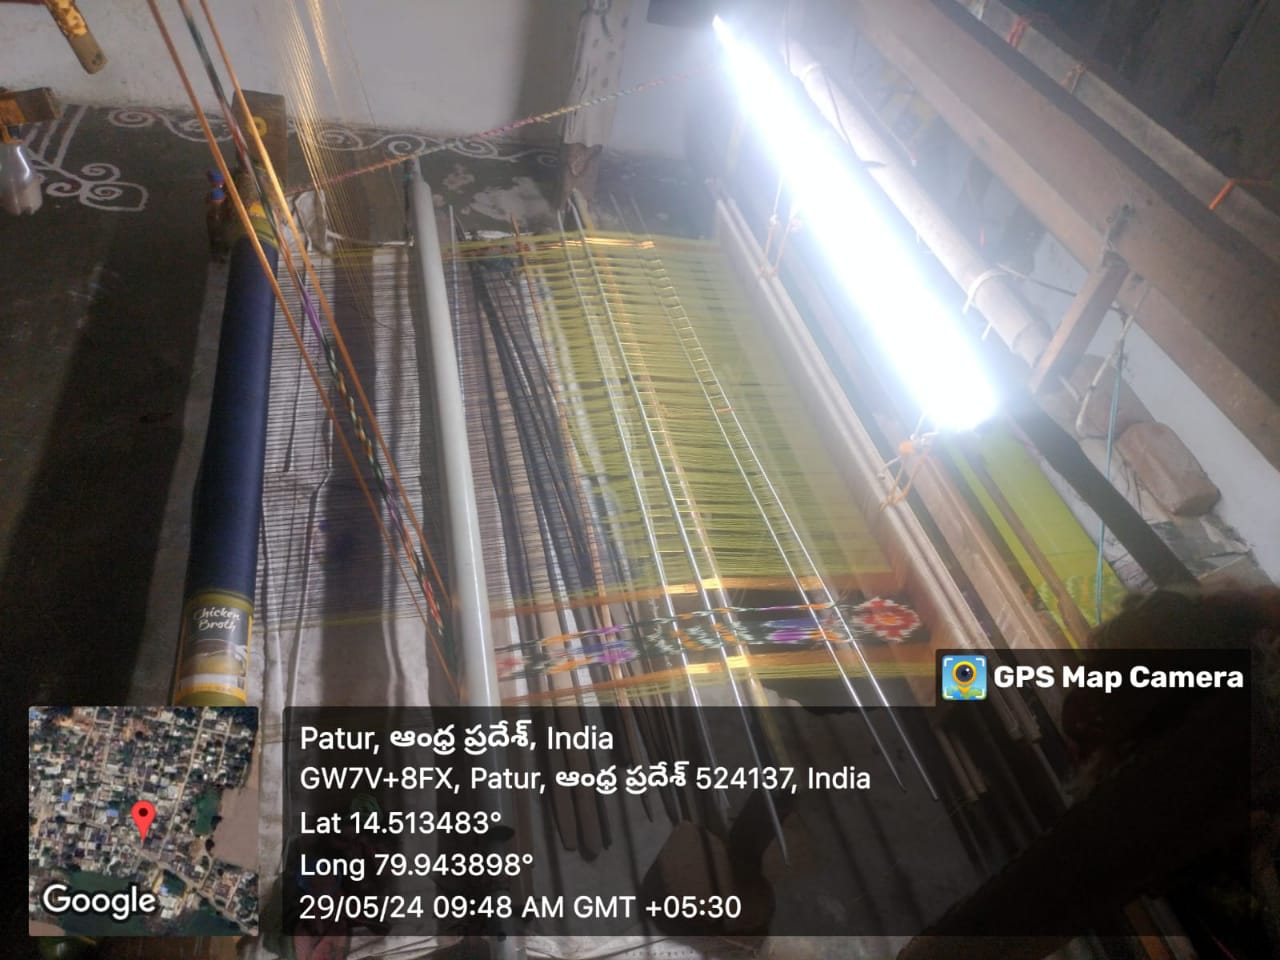 Chicken
Broth
GPS Map Camera
Patur, ఆంధ్ర ప్రదేశ్, India
GW7V+8FX, Patur, ఆంధ్ర ప్రదేశ్ 524137, India
Lat 14.513483°
Long 79.943898°
29/05/24 09:48 AM GMT +05:30
Google